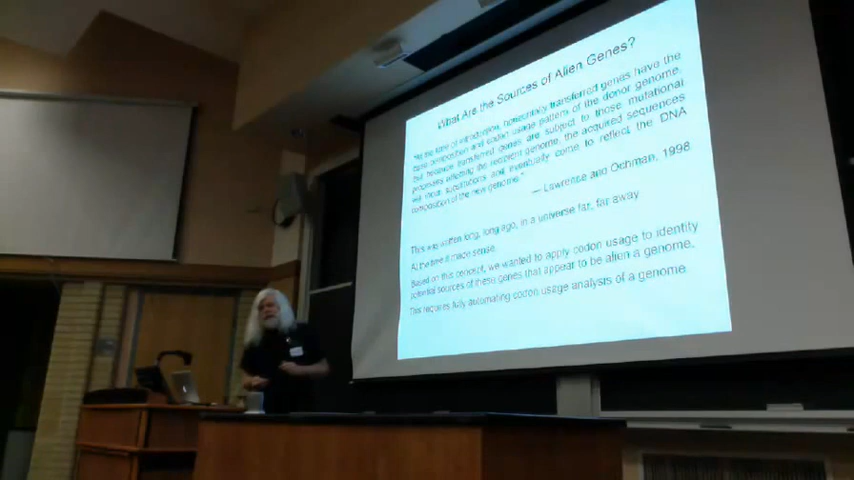 What Are the Sources of Alien Genes?
"At the time of introduction, horizontally transferred genes have the
base composition and codon usage pattern of the donor genome.
But because transferred genes are subject to those mutational
processes affecting the recipient genome, the acquired sequences
will incur substitutions and eventually come to reflect the DNA
composition of the new genome."
— Lawrence and Ochman, 1998
This was written long, long ago, in a universe far, far away
At the time it made sense.
Based on this concept, we wanted to apply codon usage to identity
potential sources of these genes that appear to be alien a genome.
This requires fully automating codon usage analysis of a genome